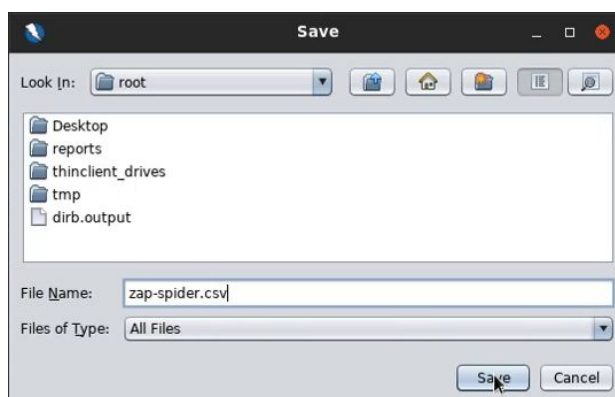 Save
Look In: root
Desktop
reports
thinclient_drives
tmp
dirb.output
File Name: zap-spider.csv
Files of Type: All Files
Save Cancel